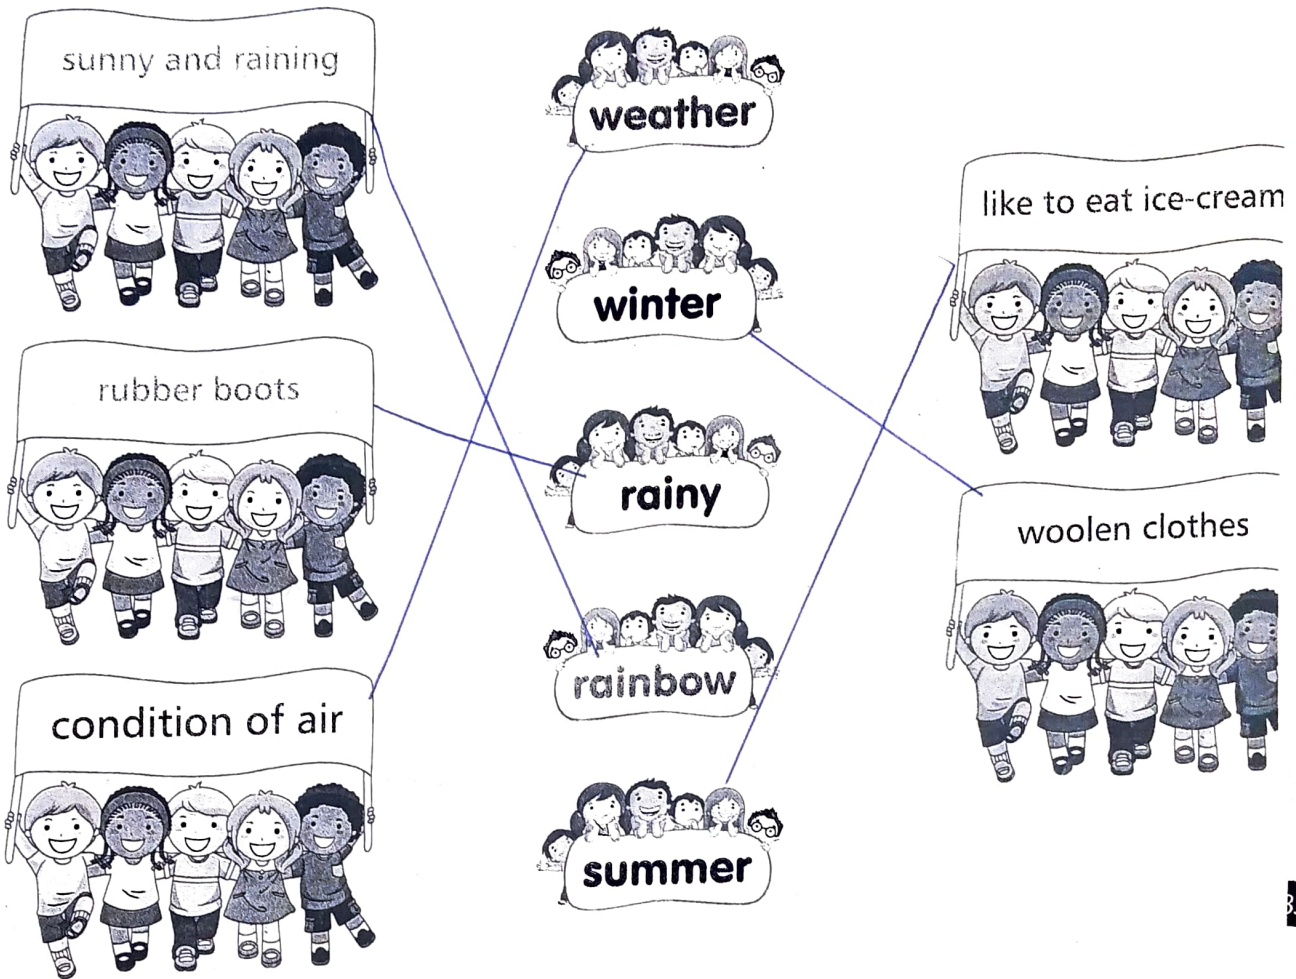 sunny and raining
rubber boots
condition of air
weather
winter
rainy
rainbow
summer
like to eat ice-cream
woolen clothes